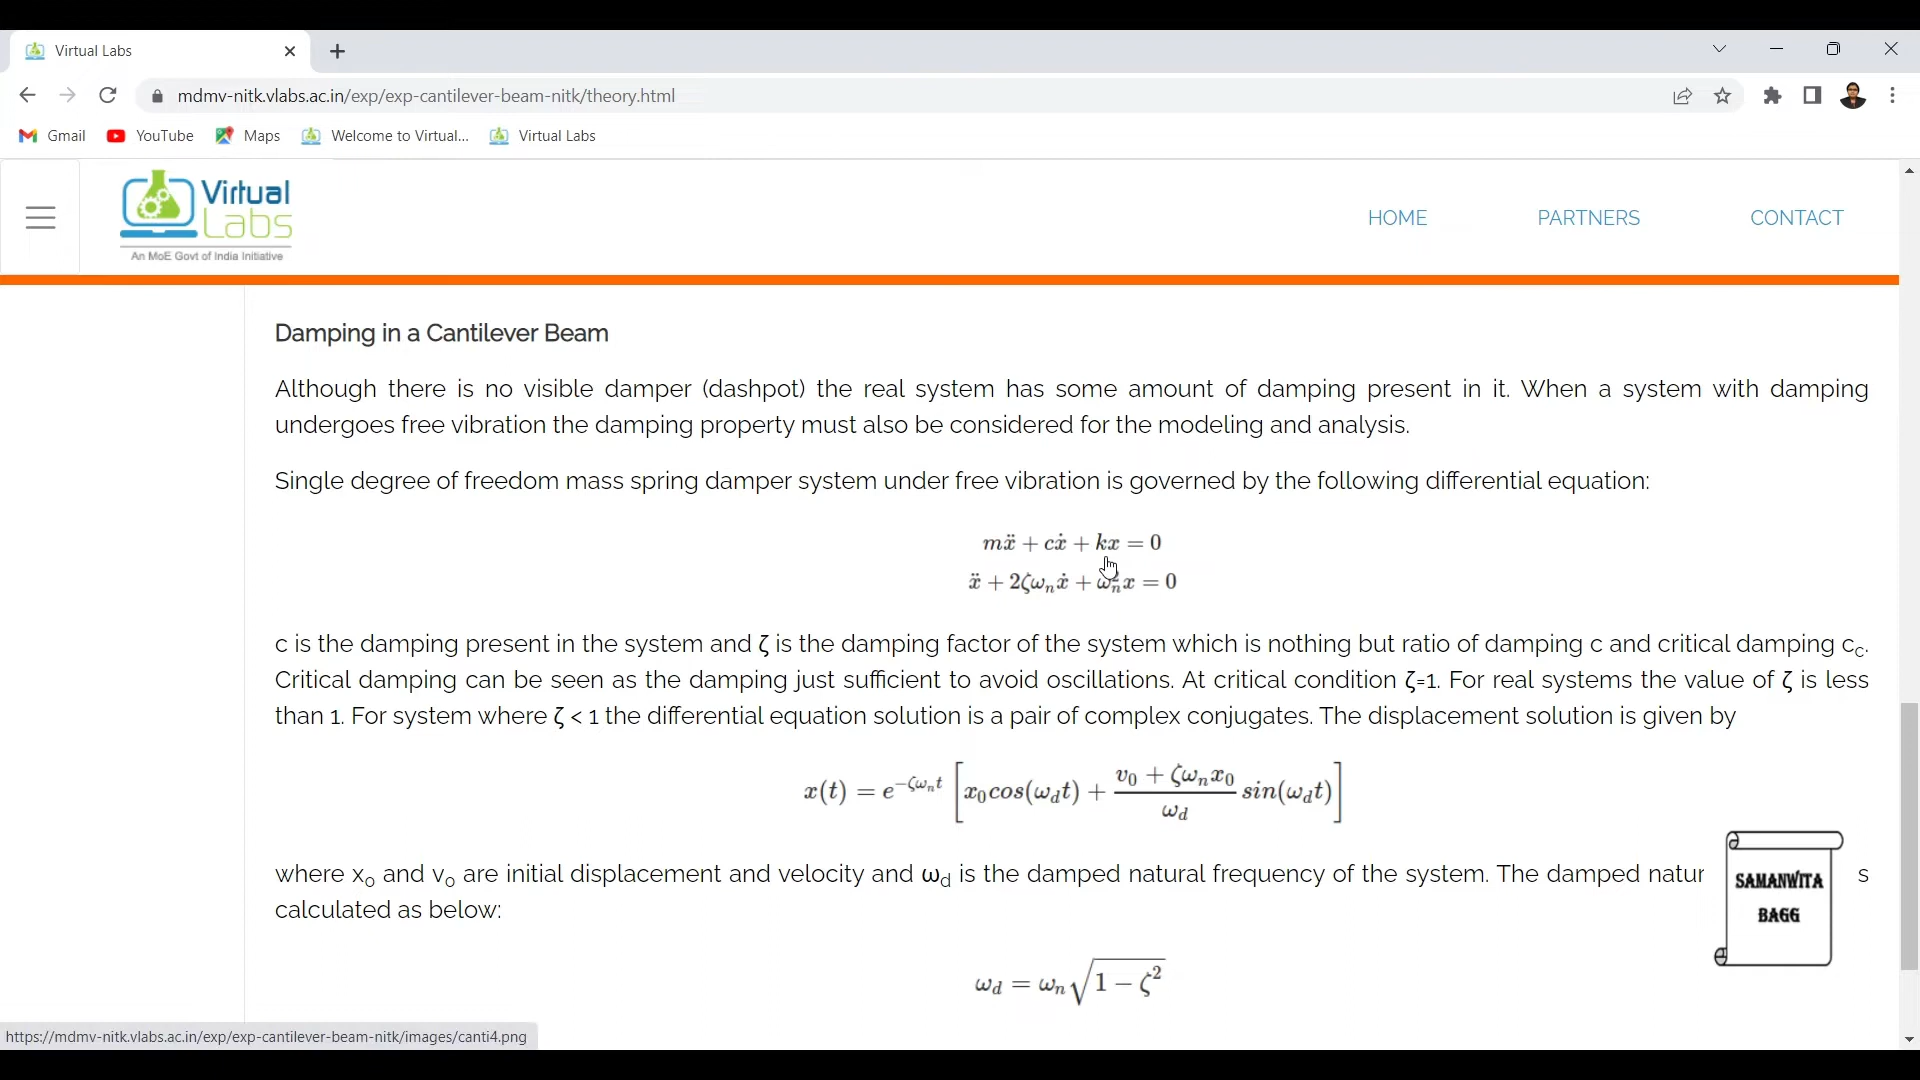 Virtual Labs
mdmv-nitk.vlabs.ac.in/exp/exp-cantilever-beam-nitk/theory.html
Gmail YouTube Maps Welcome to Virtual... Virtual Labs
Virtual
Labs
An MoE Govt of India Initiative
HOME PARTNERS CONTACT
Damping in a Cantilever Beam
Although there is no visible damper (dashpot) the real system has some amount of damping present in it. When a system with damping
undergoes free vibration the damping property must also be considered for the modeling and analysis.
Single degree of freedom mass spring damper system under free vibration is governed by the following differential equation:
mẍ + cẋ + kx = 0
ẍ + 2ζωₙẋ + ωₙ²x = 0
c is the damping present in the system and ζ is the damping factor of the system which is nothing but ratio of damping c and critical damping c_c.
Critical damping can be seen as the damping just sufficient to avoid oscillations. At critical condition ζ=1. For real systems the value of ζ is less
than 1. For system where ζ < 1 the differential equation solution is a pair of complex conjugates. The displacement solution is given by
x(t) = e^{-ζωₙt} [x₀cos(ω_d t) + (v₀ + ζωₙx₀)/ω_d sin(ω_d t)]
where x₀ and v₀ are initial displacement and velocity and ω_d is the damped natural frequency of the system. The damped natur s
calculated as below:
ω_d = ωₙ√(1 − ζ²)
SAMANWITA
BAGG
https://mdmv-nitk.vlabs.ac.in/exp/exp-cantilever-beam-nitk/images/canti4.png